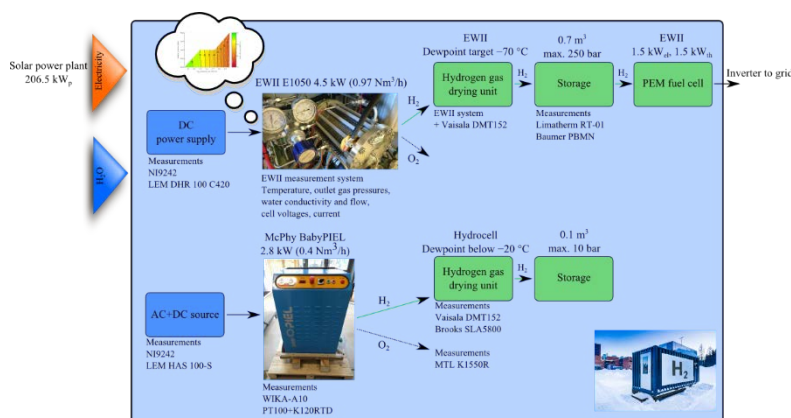 Solar power plant
206.5 kWp
Electricity
H₂O
EWII E1050 4.5 kW (0.97 Nm³/h)
DC
power supply
Measurements
NI9242
LEM DHR 100 C420
EWII measurement system
Temperature, outlet gas pressures,
water conductivity and flow,
cell voltages, current
H₂
O₂
EWII
Dewpoint target −70 °C
Hydrogen gas
drying unit
EWII system
+ Vaisala DMT152
H₂
0.7 m³
max. 250 bar
Storage
Measurements
Limatherm RT-01
Baumer PBMN
H₂
EWII
1.5 kWel, 1.5 kWth
PEM fuel cell
Inverter to grid
McPhy BabyPIEL
2.8 kW (0.4 Nm³/h)
AC+DC source
Measurements
NI9242
LEM HAS 100-S
Measurements
WIKA-A10
PT100+K120RTD
H₂
O₂
Hydrocell
Dewpoint below −20 °C
Hydrogen gas
drying unit
Measurements
Vaisala DMT152
Brooks SLA5800
Measurements
MTL K1550R
H₂
0.1 m³
max. 10 bar
Storage
H₂